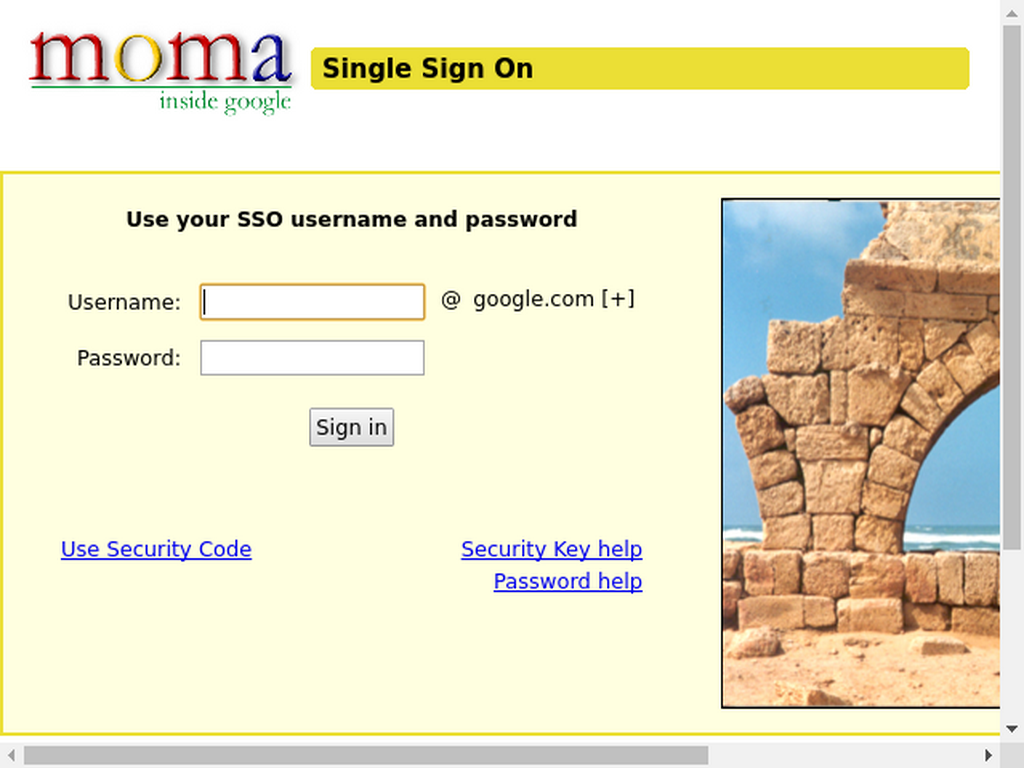 moma
inside google
Single Sign On
Use your SSO username and password
Username: @ google.com [+]
Password:
Sign in
Use Security Code
Security Key help
Password help